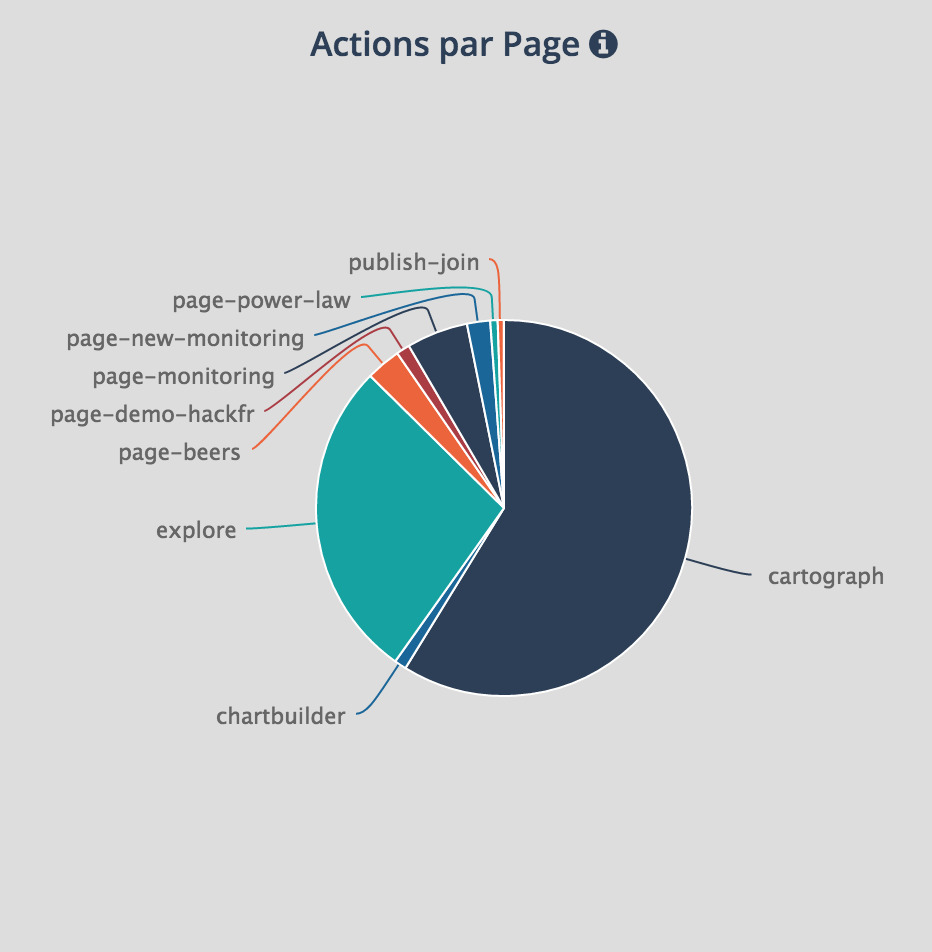 Actions par Page
publish-join
page-power-law
page-new-monitoring
page-monitoring
page-demo-hackfr
page-beers
explore
cartograph
chartbuilder